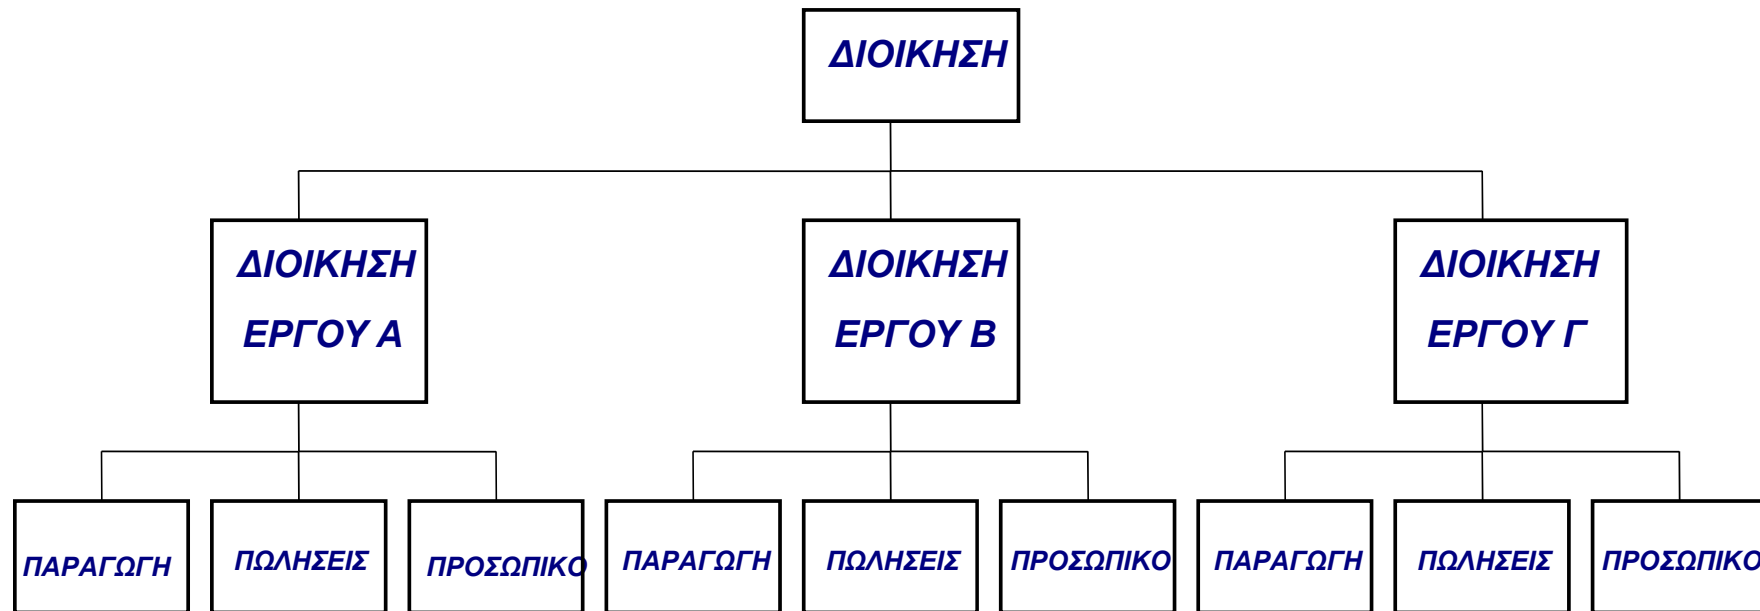 ΔΙΟΙΚΗΣΗ
ΔΙΟΙΚΗΣΗ
ΕΡΓΟΥ Α
ΔΙΟΙΚΗΣΗ
ΕΡΓΟΥ Β
ΔΙΟΙΚΗΣΗ
ΕΡΓΟΥ Γ
ΠΑΡΑΓΩΓΗ
ΠΩΛΗΣΕΙΣ
ΠΡΟΣΩΠΙΚΟ
ΠΑΡΑΓΩΓΗ
ΠΩΛΗΣΕΙΣ
ΠΡΟΣΩΠΙΚΟ
ΠΑΡΑΓΩΓΗ
ΠΩΛΗΣΕΙΣ
ΠΡΟΣΩΠΙΚΟ